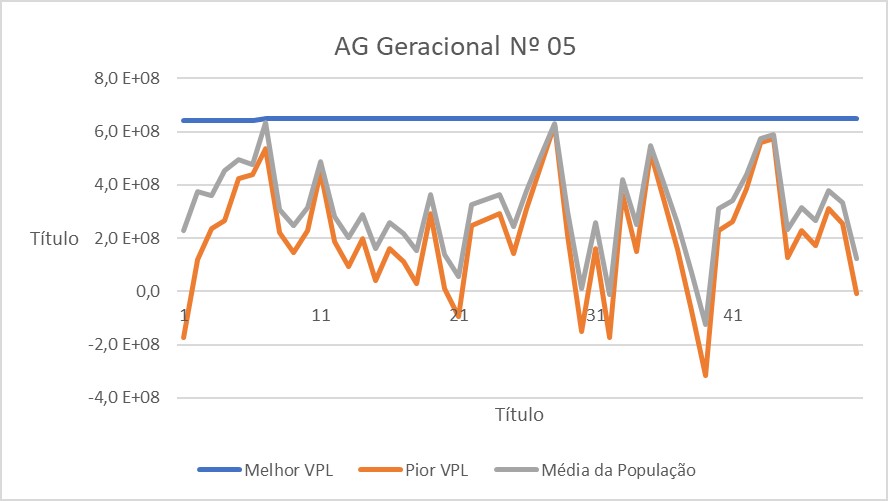 AG Geracional Nº 05
8,0 E+08
6,0 E+08
4,0 E+08
2,0 E+08
0,0
-2,0 E+08
-4,0 E+08
Título
1 11 21 31 41
Título
Melhor VPL Pior VPL Média da População